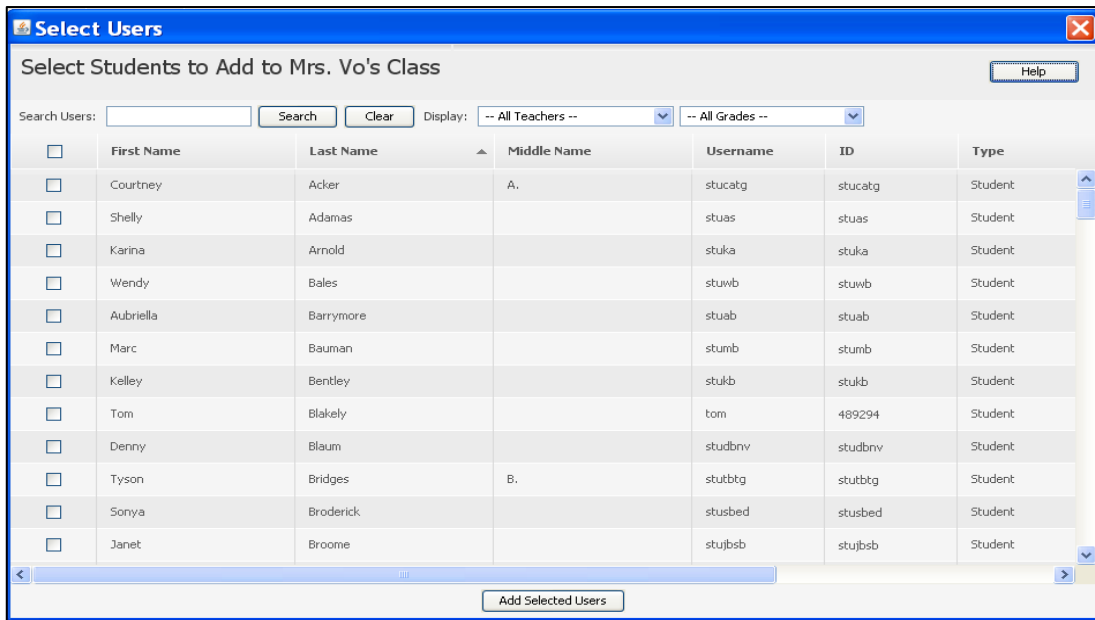 Select Users
Select Students to Add to Mrs. Vo's Class Help
Search Users: Search Clear Display: -- All Teachers -- -- All Grades --
First Name Last Name Middle Name Username ID Type
Courtney Acker A. stucatg stucatg Student
Shelly Adamas stuas stuas Student
Karina Arnold stuka stuka Student
Wendy Bales stuwb stuwb Student
Aubriella Barrymore stuab stuab Student
Marc Bauman stumb stumb Student
Kelley Bentley stukb stukb Student
Tom Blakely tom 489294 Student
Denny Blaum studbnv studbnv Student
Tyson Bridges B. stutbtg stutbtg Student
Sonya Broderick stusbed stusbed Student
Janet Broome stujbsb stujbsb Student
Add Selected Users